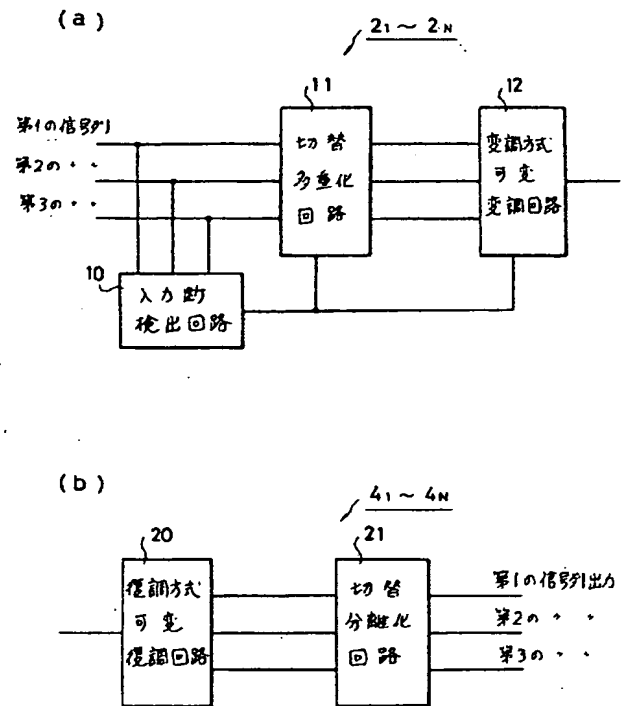 (a)
2₁〜2N
11
12
第1の信号列
第2の〃〃
第3の〃〃
切替
多重化
回路
変調方式
可変
変調回路
10
入力断
検出回路
(b)
4₁〜4N
20
21
復調方式
可変
復調回路
切替
分離化
回路
第1の信号列出力
第2の〃〃
第3の〃〃